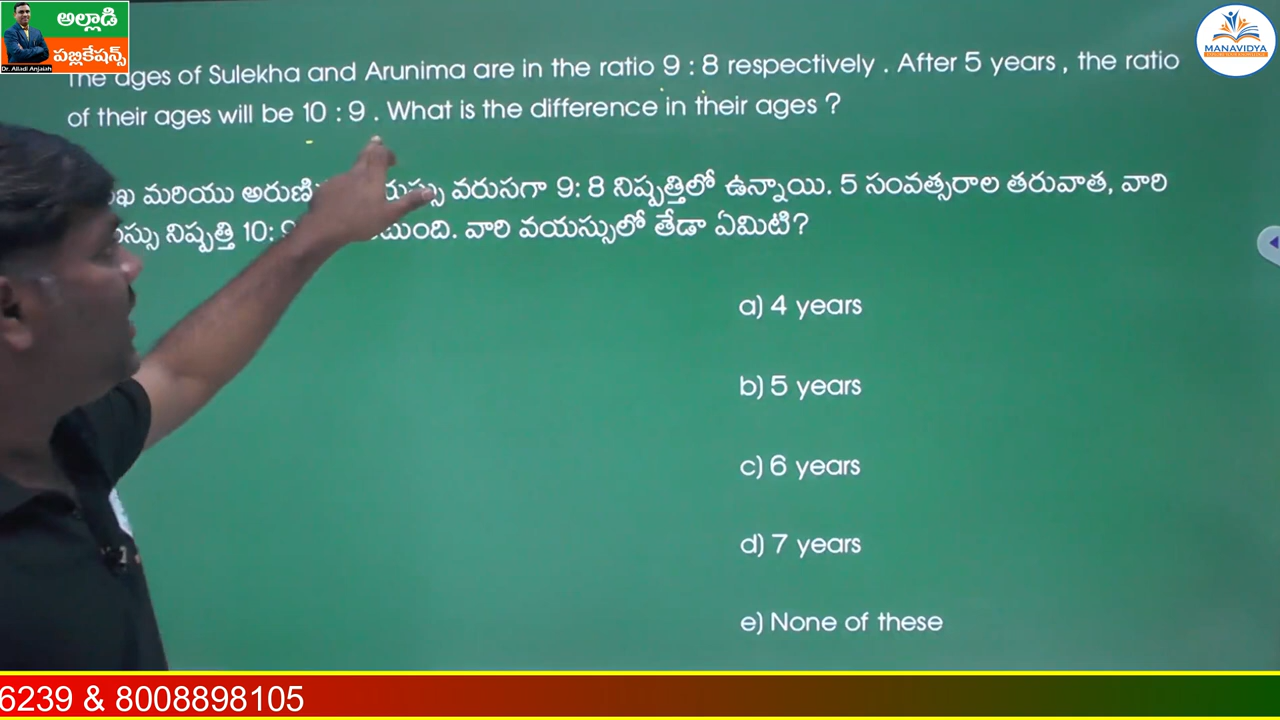 అల్లాడి
పబ్లికేషన్స్
Dr. Alladi Anjaiah
MANAVIDYA
The ages of Sulekha and Arunima are in the ratio 9 : 8 respectively . After 5 years , the ratio
of their ages will be 10 : 9 . What is the difference in their ages ?
మరియు వరుసగా 9: 8 నిష్పత్తిలో ఉన్నాయి. 5 సంవత్సరాల తరువాత, వారి
నిష్పత్తి 10: 9 వారి వయస్సులో తేడా ఏమిటి?
a) 4 years
b) 5 years
c) 6 years
d) 7 years
e) None of these
6239 & 8008898105